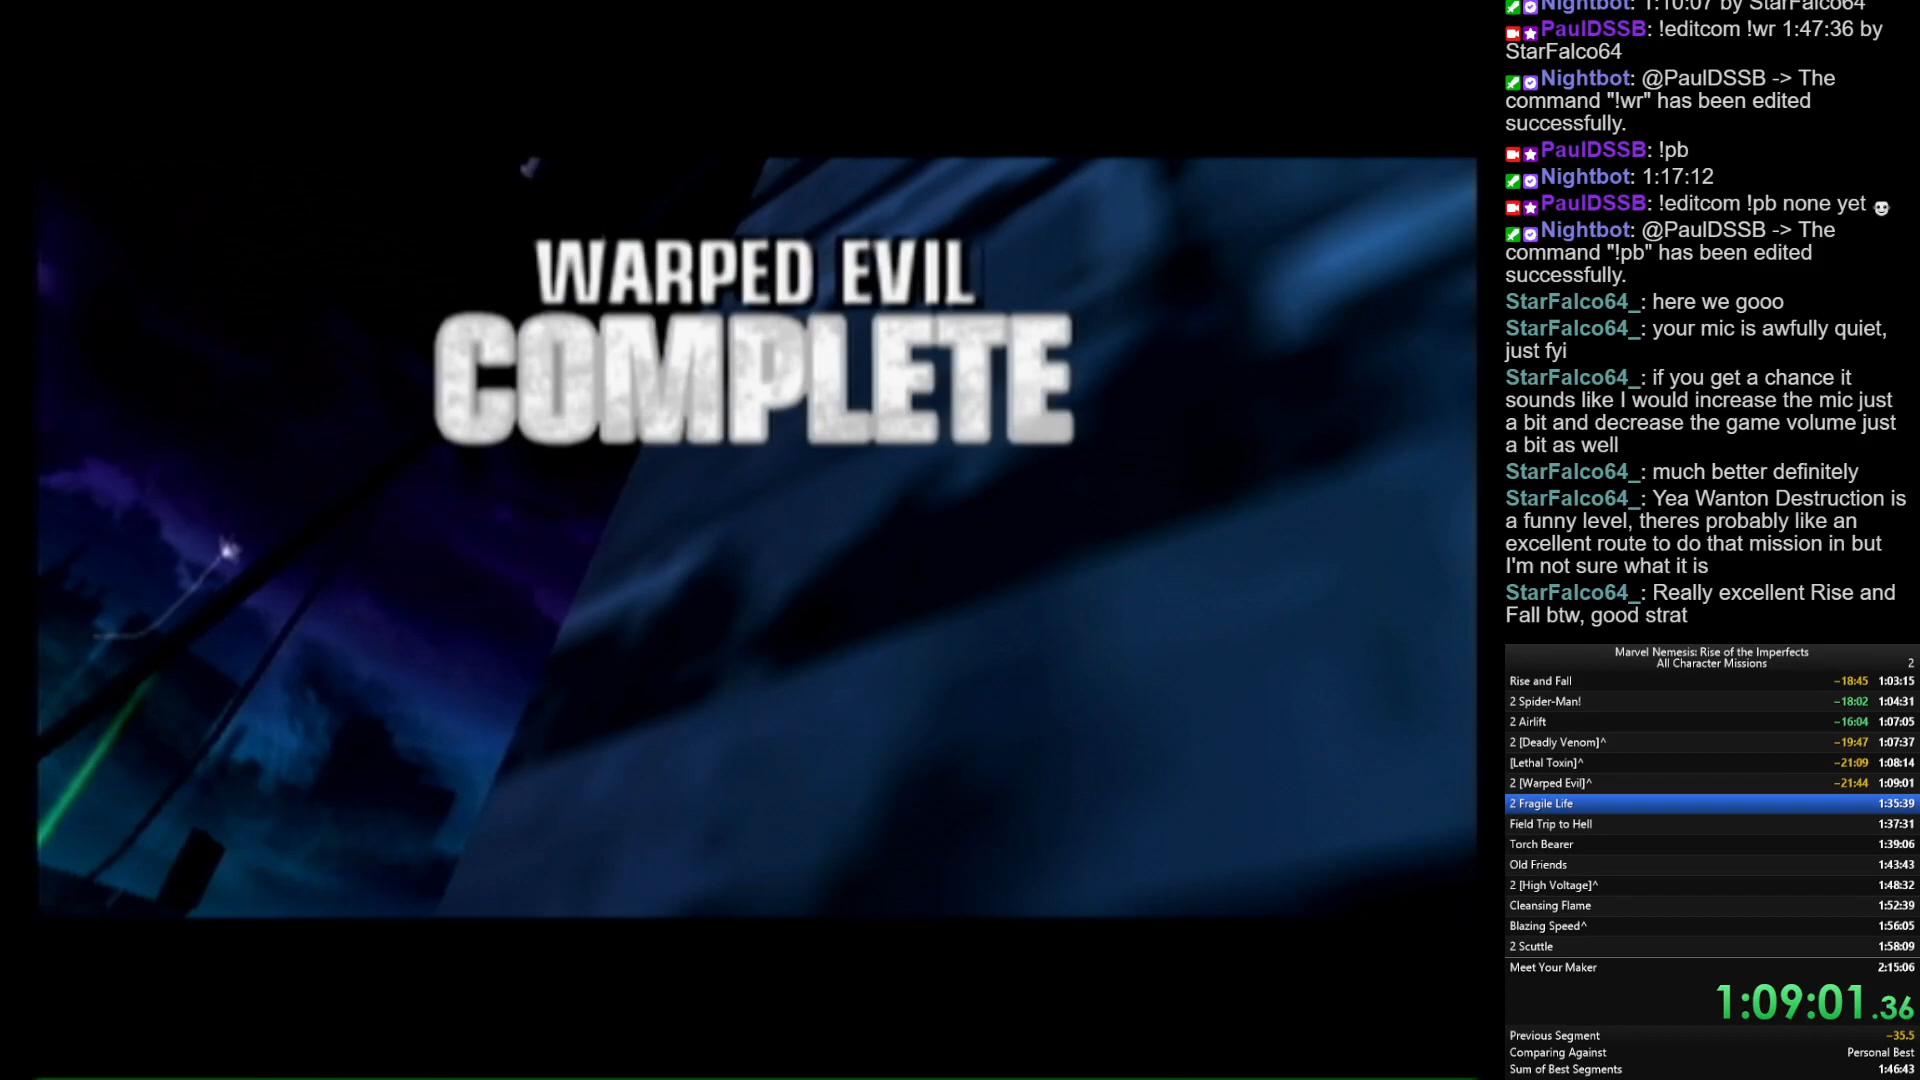 WARPED EVIL
COMPLETE
Nightbot: 1:10:07 by StarFalco64
PaulDSSB: !editcom !wr 1:47:36 by
StarFalco64
Nightbot: @PaulDSSB -> The
command "!wr" has been edited
successfully.
PaulDSSB: !pb
Nightbot: 1:17:12
PaulDSSB: !editcom !pb none yet
Nightbot: @PaulDSSB -> The
command "!pb" has been edited
successfully.
StarFalco64_: here we gooo
StarFalco64_: your mic is awfully quiet,
just fyi
StarFalco64_: if you get a chance it
sounds like I would increase the mic just
a bit and decrease the game volume just
a bit as well
StarFalco64_: much better definitely
StarFalco64_: Yea Wanton Destruction is
a funny level, theres probably like an
excellent route to do that mission in but
I'm not sure what it is
StarFalco64_: Really excellent Rise and
Fall btw, good strat
Marvel Nemesis: Rise of the Imperfects
All Character Missions 2
Rise and Fall −18:45 1:03:15
2 Spider-Man! −18:02 1:04:31
2 Airlift −16:04 1:07:05
2 [Deadly Venom]^ −19:47 1:07:37
[Lethal Toxin]^ −21:09 1:08:14
2 [Warped Evil]^ −21:44 1:09:01
2 Fragile Life 1:35:39
Field Trip to Hell 1:37:31
Torch Bearer 1:39:06
Old Friends 1:43:43
2 [High Voltage]^ 1:48:32
Cleansing Flame 1:52:39
Blazing Speed^ 1:56:05
2 Scuttle 1:58:09
Meet Your Maker 2:15:06
1:09:01.36
Previous Segment −35.5
Comparing Against Personal Best
Sum of Best Segments 1:46:43